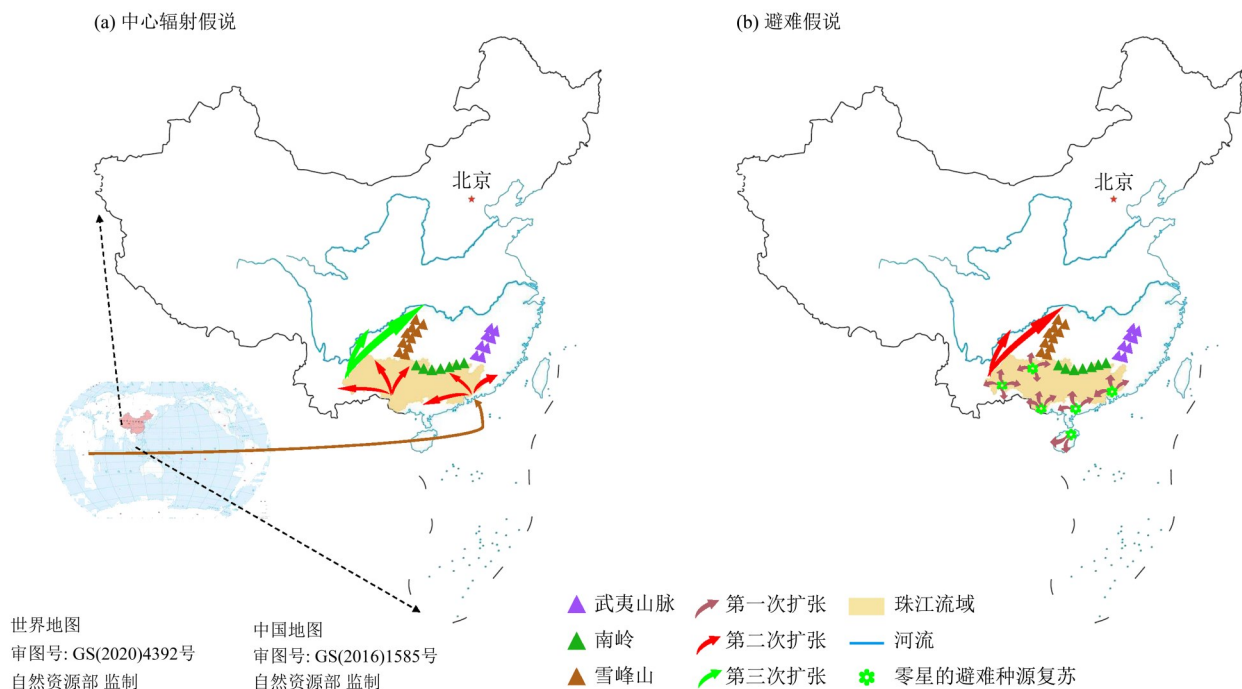 (a) 中心辐射假说
(b) 避难假说
北京
北京
世界地图
审图号: GS(2020)4392号
自然资源部 监制
中国地图
审图号: GS(2016)1585号
自然资源部 监制
武夷山脉
南岭
雪峰山
第一次扩张
第二次扩张
第三次扩张
珠江流域
河流
零星的避难种源复苏